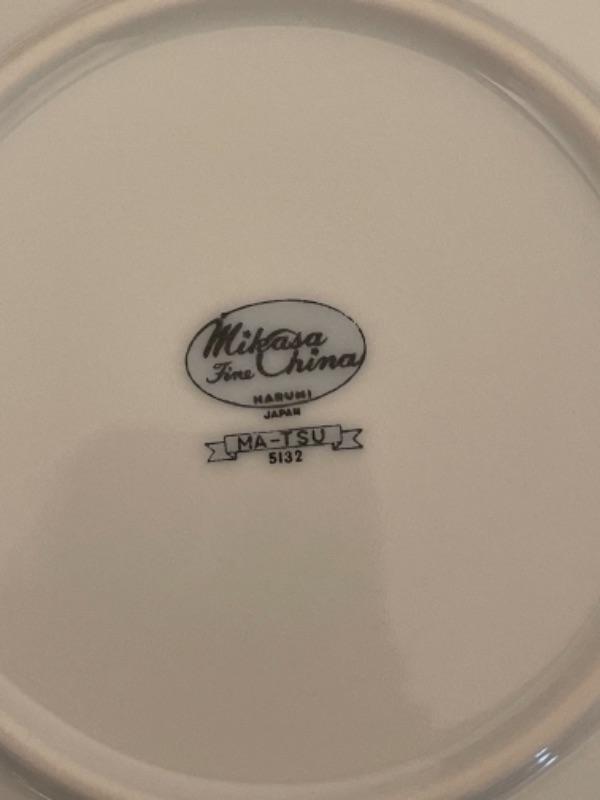 Mikasa
Fine China
NARUMI
JAPAN
MA-TSU
5132